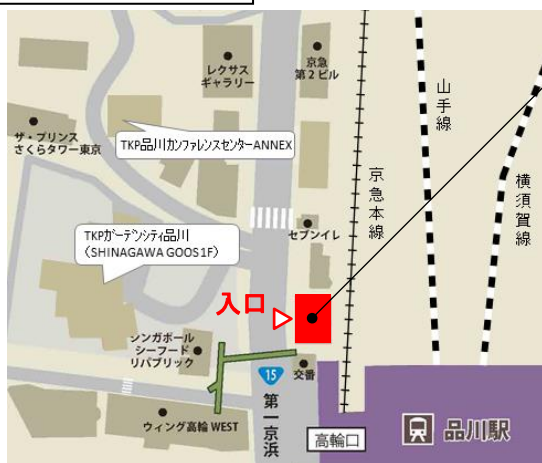 レクサス
ギャラリー
京急
第2ビル
山
手
線
ザ・プリンス
さくらタワー東京
TKP品川カンファレンスセンターANNEX
京
急
本
線
横
須
賀
線
TKPガーデンシティ品川
(SHINAGAWA GOOS1F)
セブンイレ
入口
シンガポール
シーフード
リパブリック
15
交番
第
一
京
浜
ウィング高輪 WEST
高輪口
品川駅